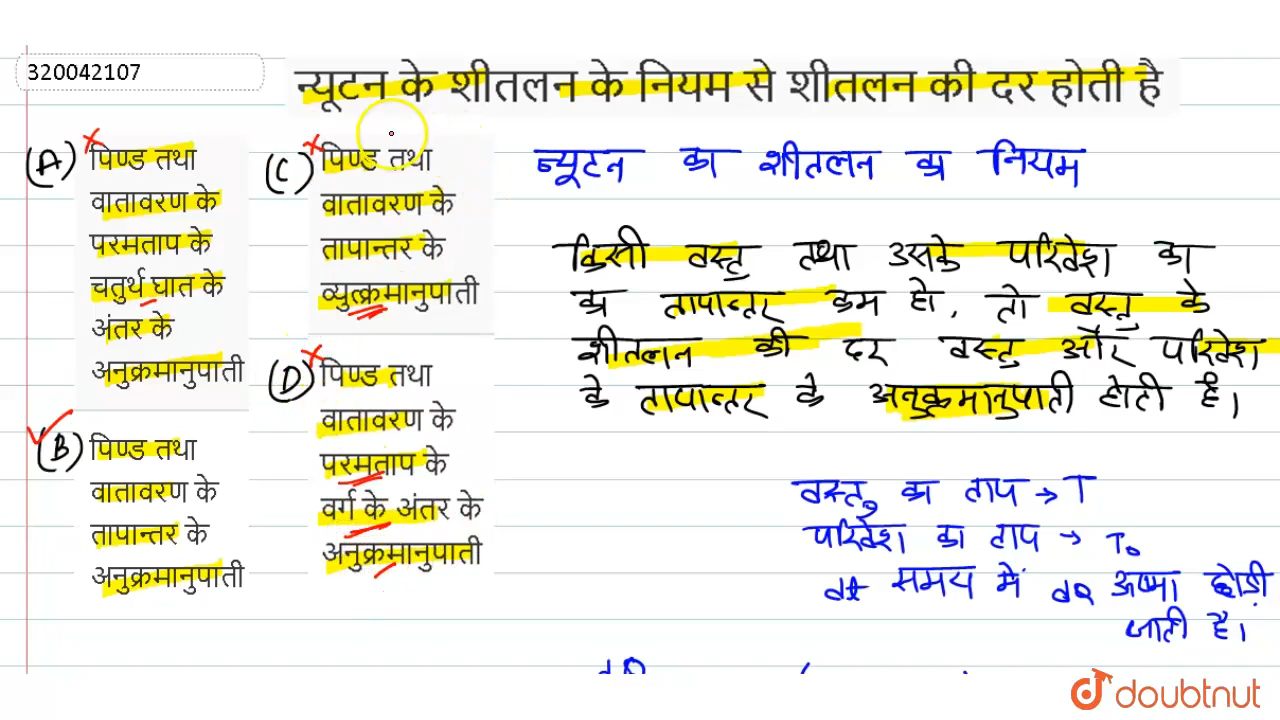 320042107
न्यूटन के शीतलन के नियम से शीतलन की दर होती है
(A) पिण्ड तथा
वातावरण के
परमताप के
चतुर्थ घात के
अंतर के
अनुक्रमानुपाती
(B) पिण्ड तथा
वातावरण के
तापान्तर के
अनुक्रमानुपाती
(C) पिण्ड तथा
वातावरण के
तापान्तर के
व्युत्क्रमानुपाती
(D) पिण्ड तथा
वातावरण के
परमताप के
वर्ग के अंतर के
अनुक्रमानुपाती
न्यूटन का शीतलन का नियम
किसी वस्तु तथा उसके परिवेश का
का तापान्तर कम हो, तो वस्तु के
शीतलन की दर वस्तु और परिवेश
के तापान्तर के अनुक्रमानुपाती होती है।
वस्तु का ताप → T
परिवेश का ताप → T₀
dt समय में dQ ऊष्मा छोड़ी
जाती है।
doubtnut